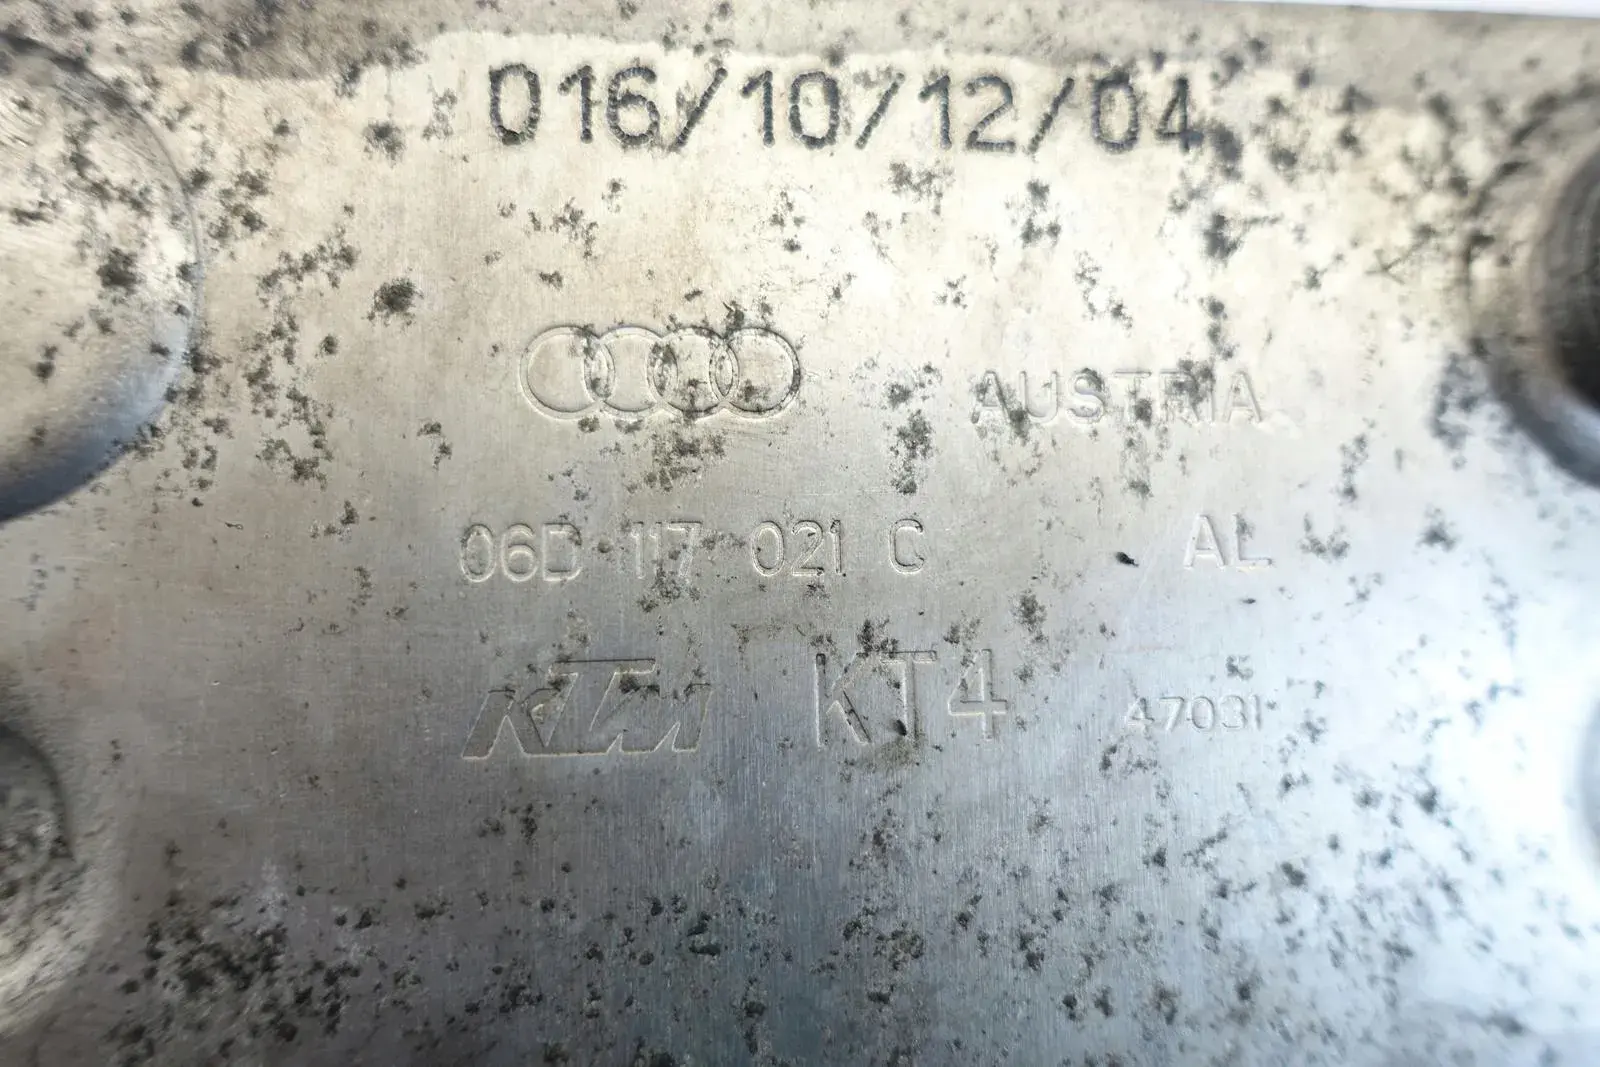 016/10/12/04
AUSTRIA
06D 117 021 C AL
KTM KT4 47031